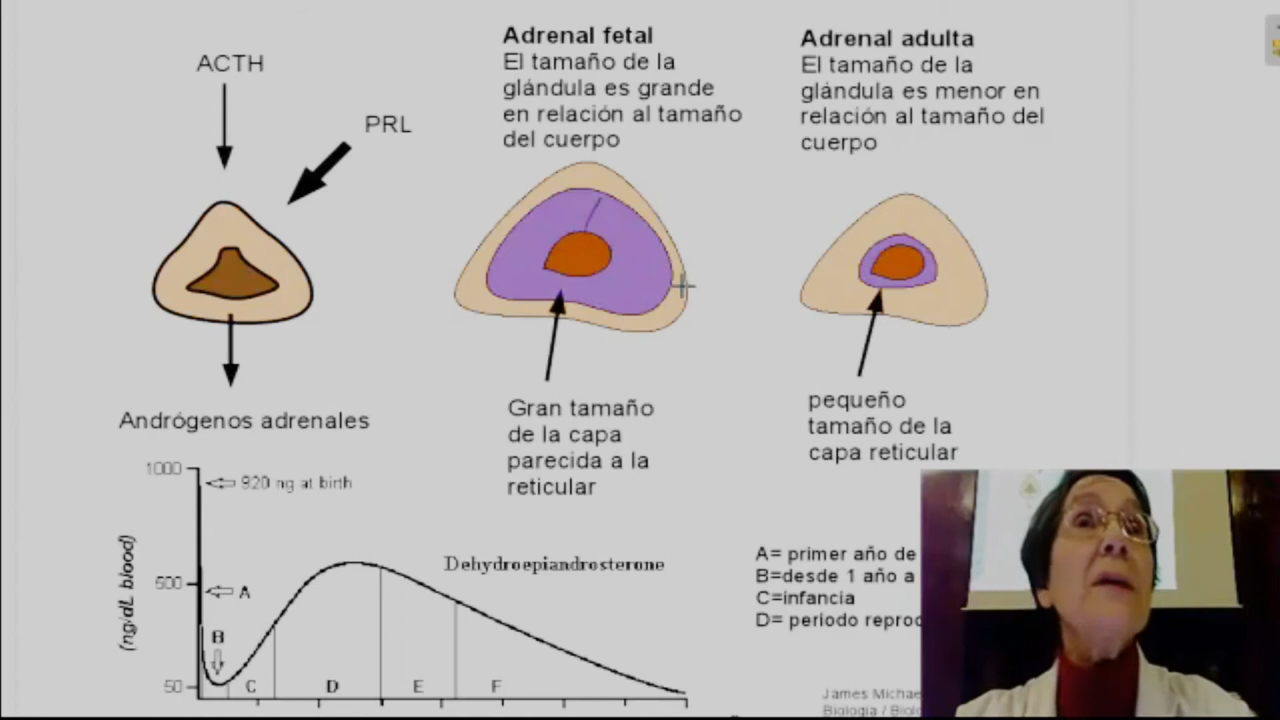 ACTH
PRL
Andrógenos adrenales
Adrenal fetal
El tamaño de la
glándula es grande
en relación al tamaño
del cuerpo
Adrenal adulta
El tamaño de la
glándula es menor en
relación al tamaño del
cuerpo
Gran tamaño
de la capa
parecida a la
reticular
pequeño
tamaño de la
capa reticular
1000
920 ng at birth
(ng/dL blood)
500
A
B
50
C
D
E
F
Dehydroepiandrosterone
A= primer año de
B=desde 1 año a
C=infancia
D= periodo reproc
James Michae
Biología / Biolo